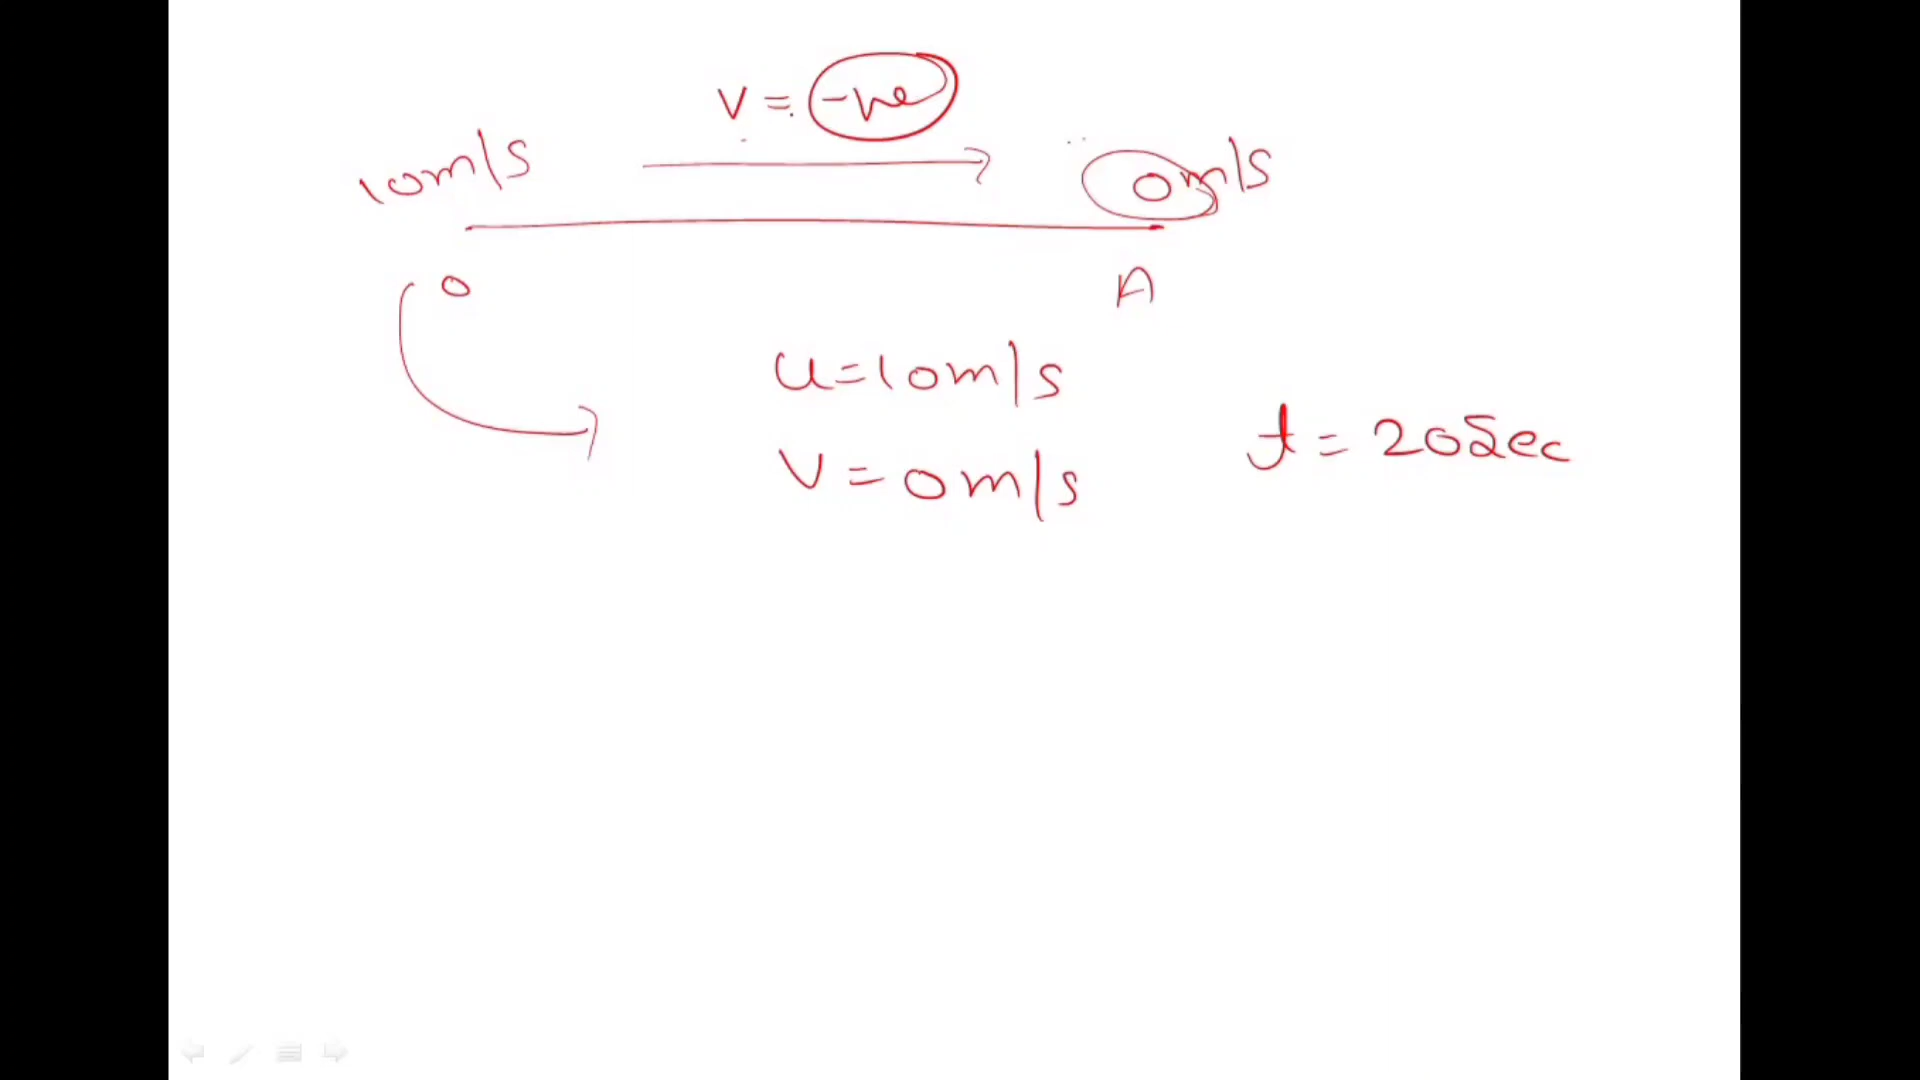 V = -ve
10m/s
0m/s
O
A
u=10m/s
t = 20Sec
V = 0m/s